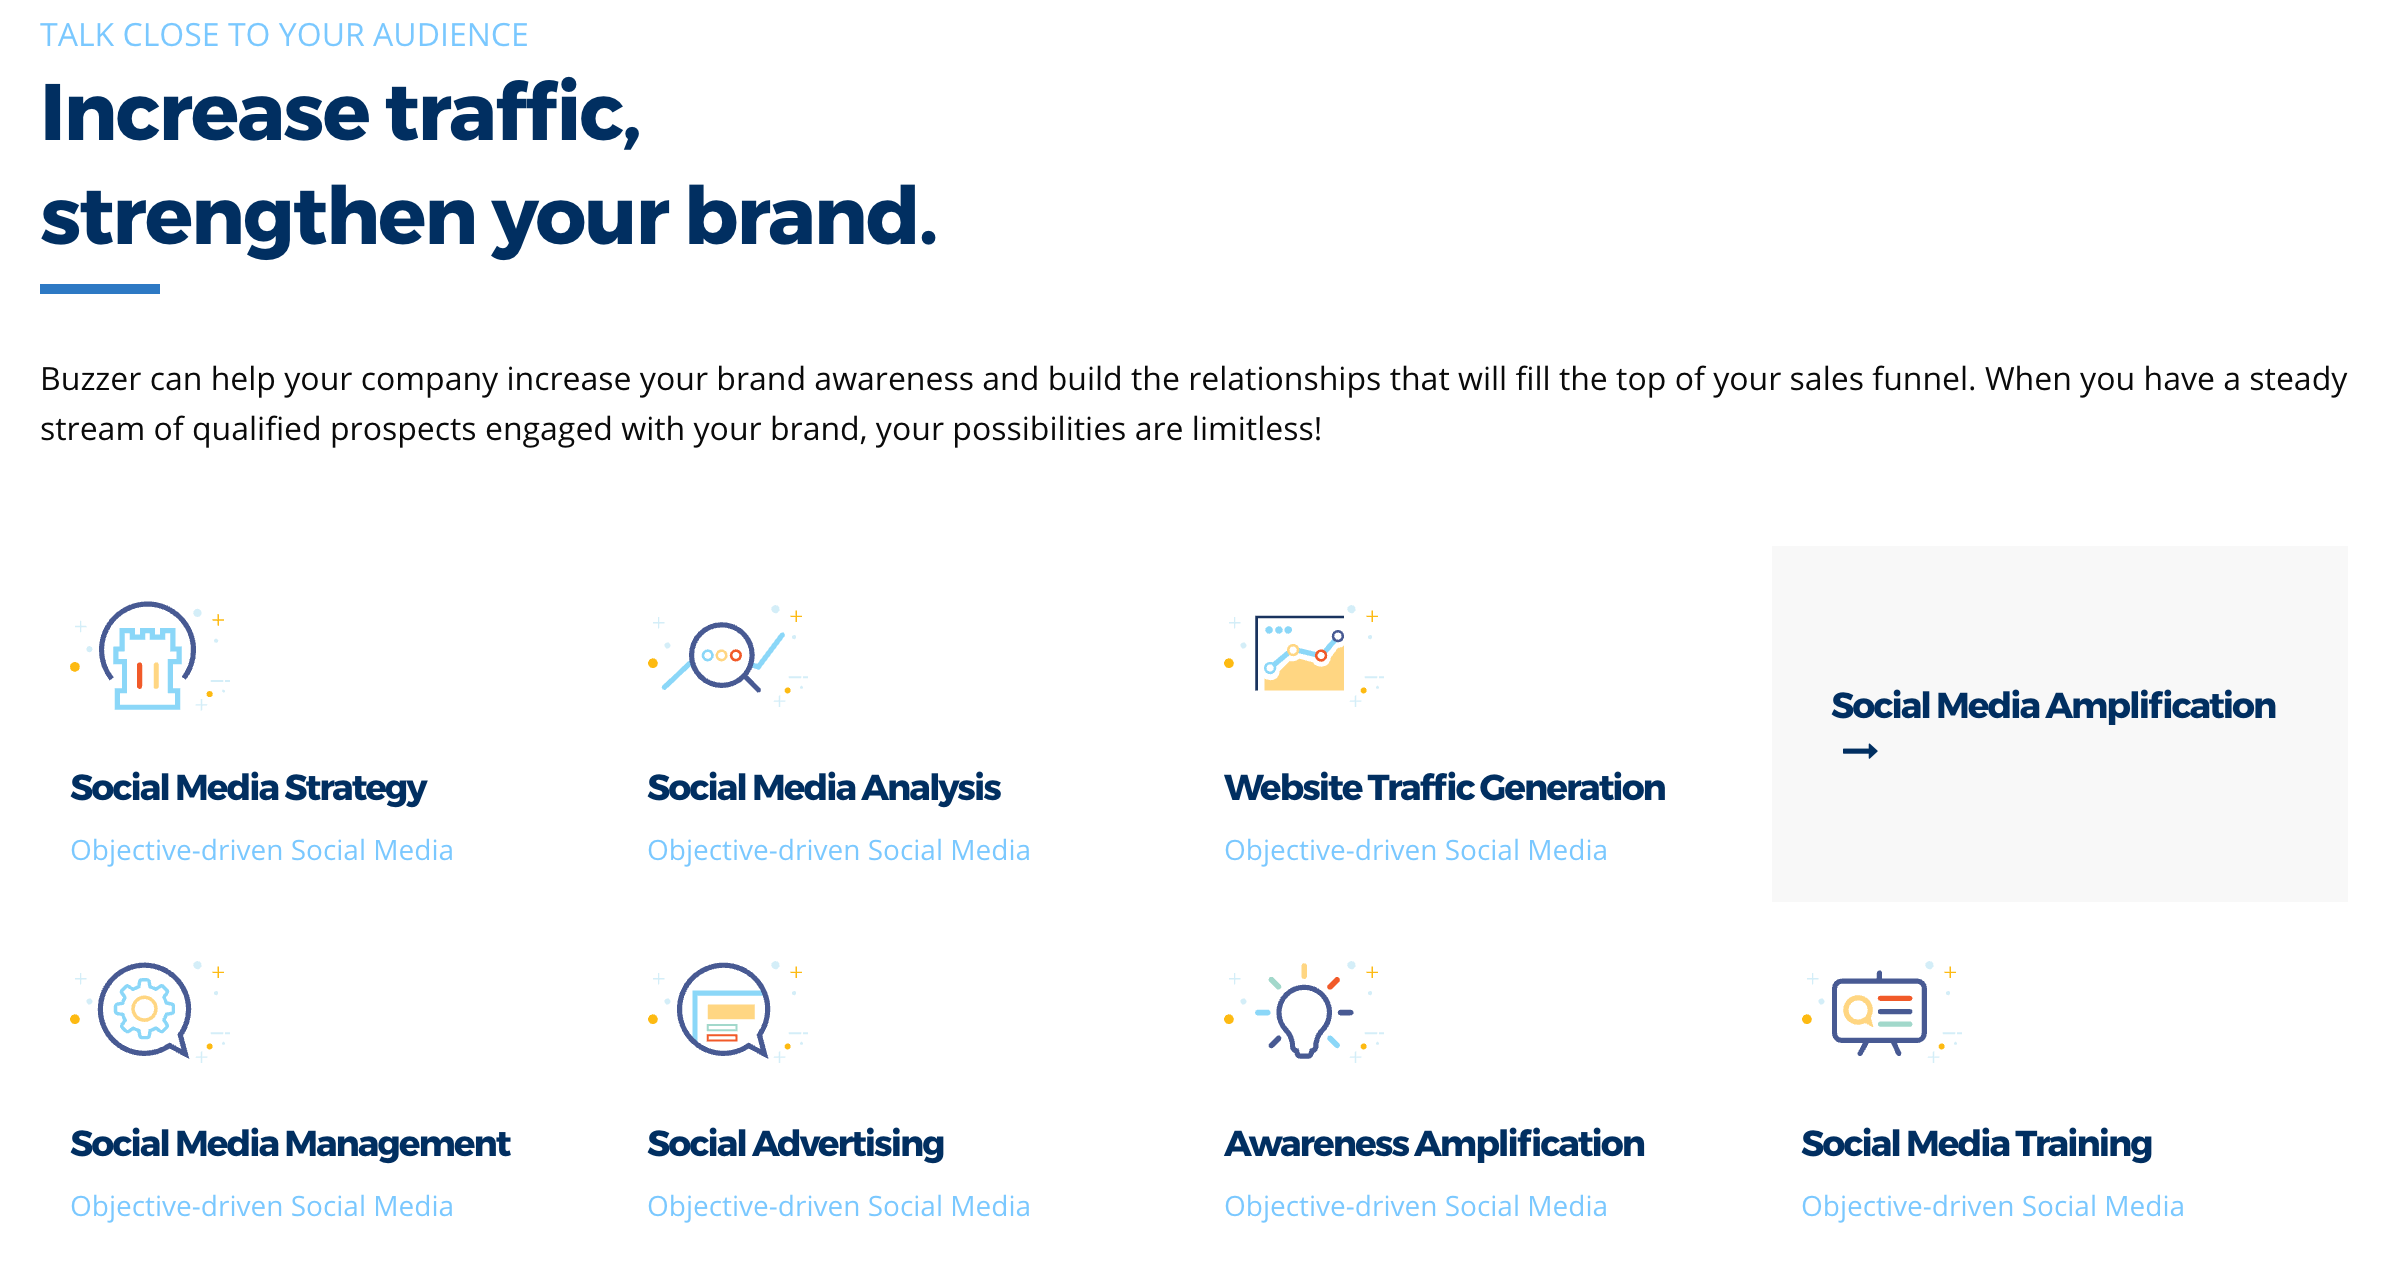 TALK CLOSE TO YOUR AUDIENCE
Increase traffic,
strengthen your brand.
Buzzer can help your company increase your brand awareness and build the relationships that will fill the top of your sales funnel. When you have a steady
stream of qualified prospects engaged with your brand, your possibilities are limitless!
Social Media Strategy
Objective-driven Social Media
Social Media Analysis
Objective-driven Social Media
Website Traffic Generation
Objective-driven Social Media
Social Media Amplification
Social Media Management
Objective-driven Social Media
Social Advertising
Objective-driven Social Media
Awareness Amplification
Objective-driven Social Media
Social Media Training
Objective-driven Social Media